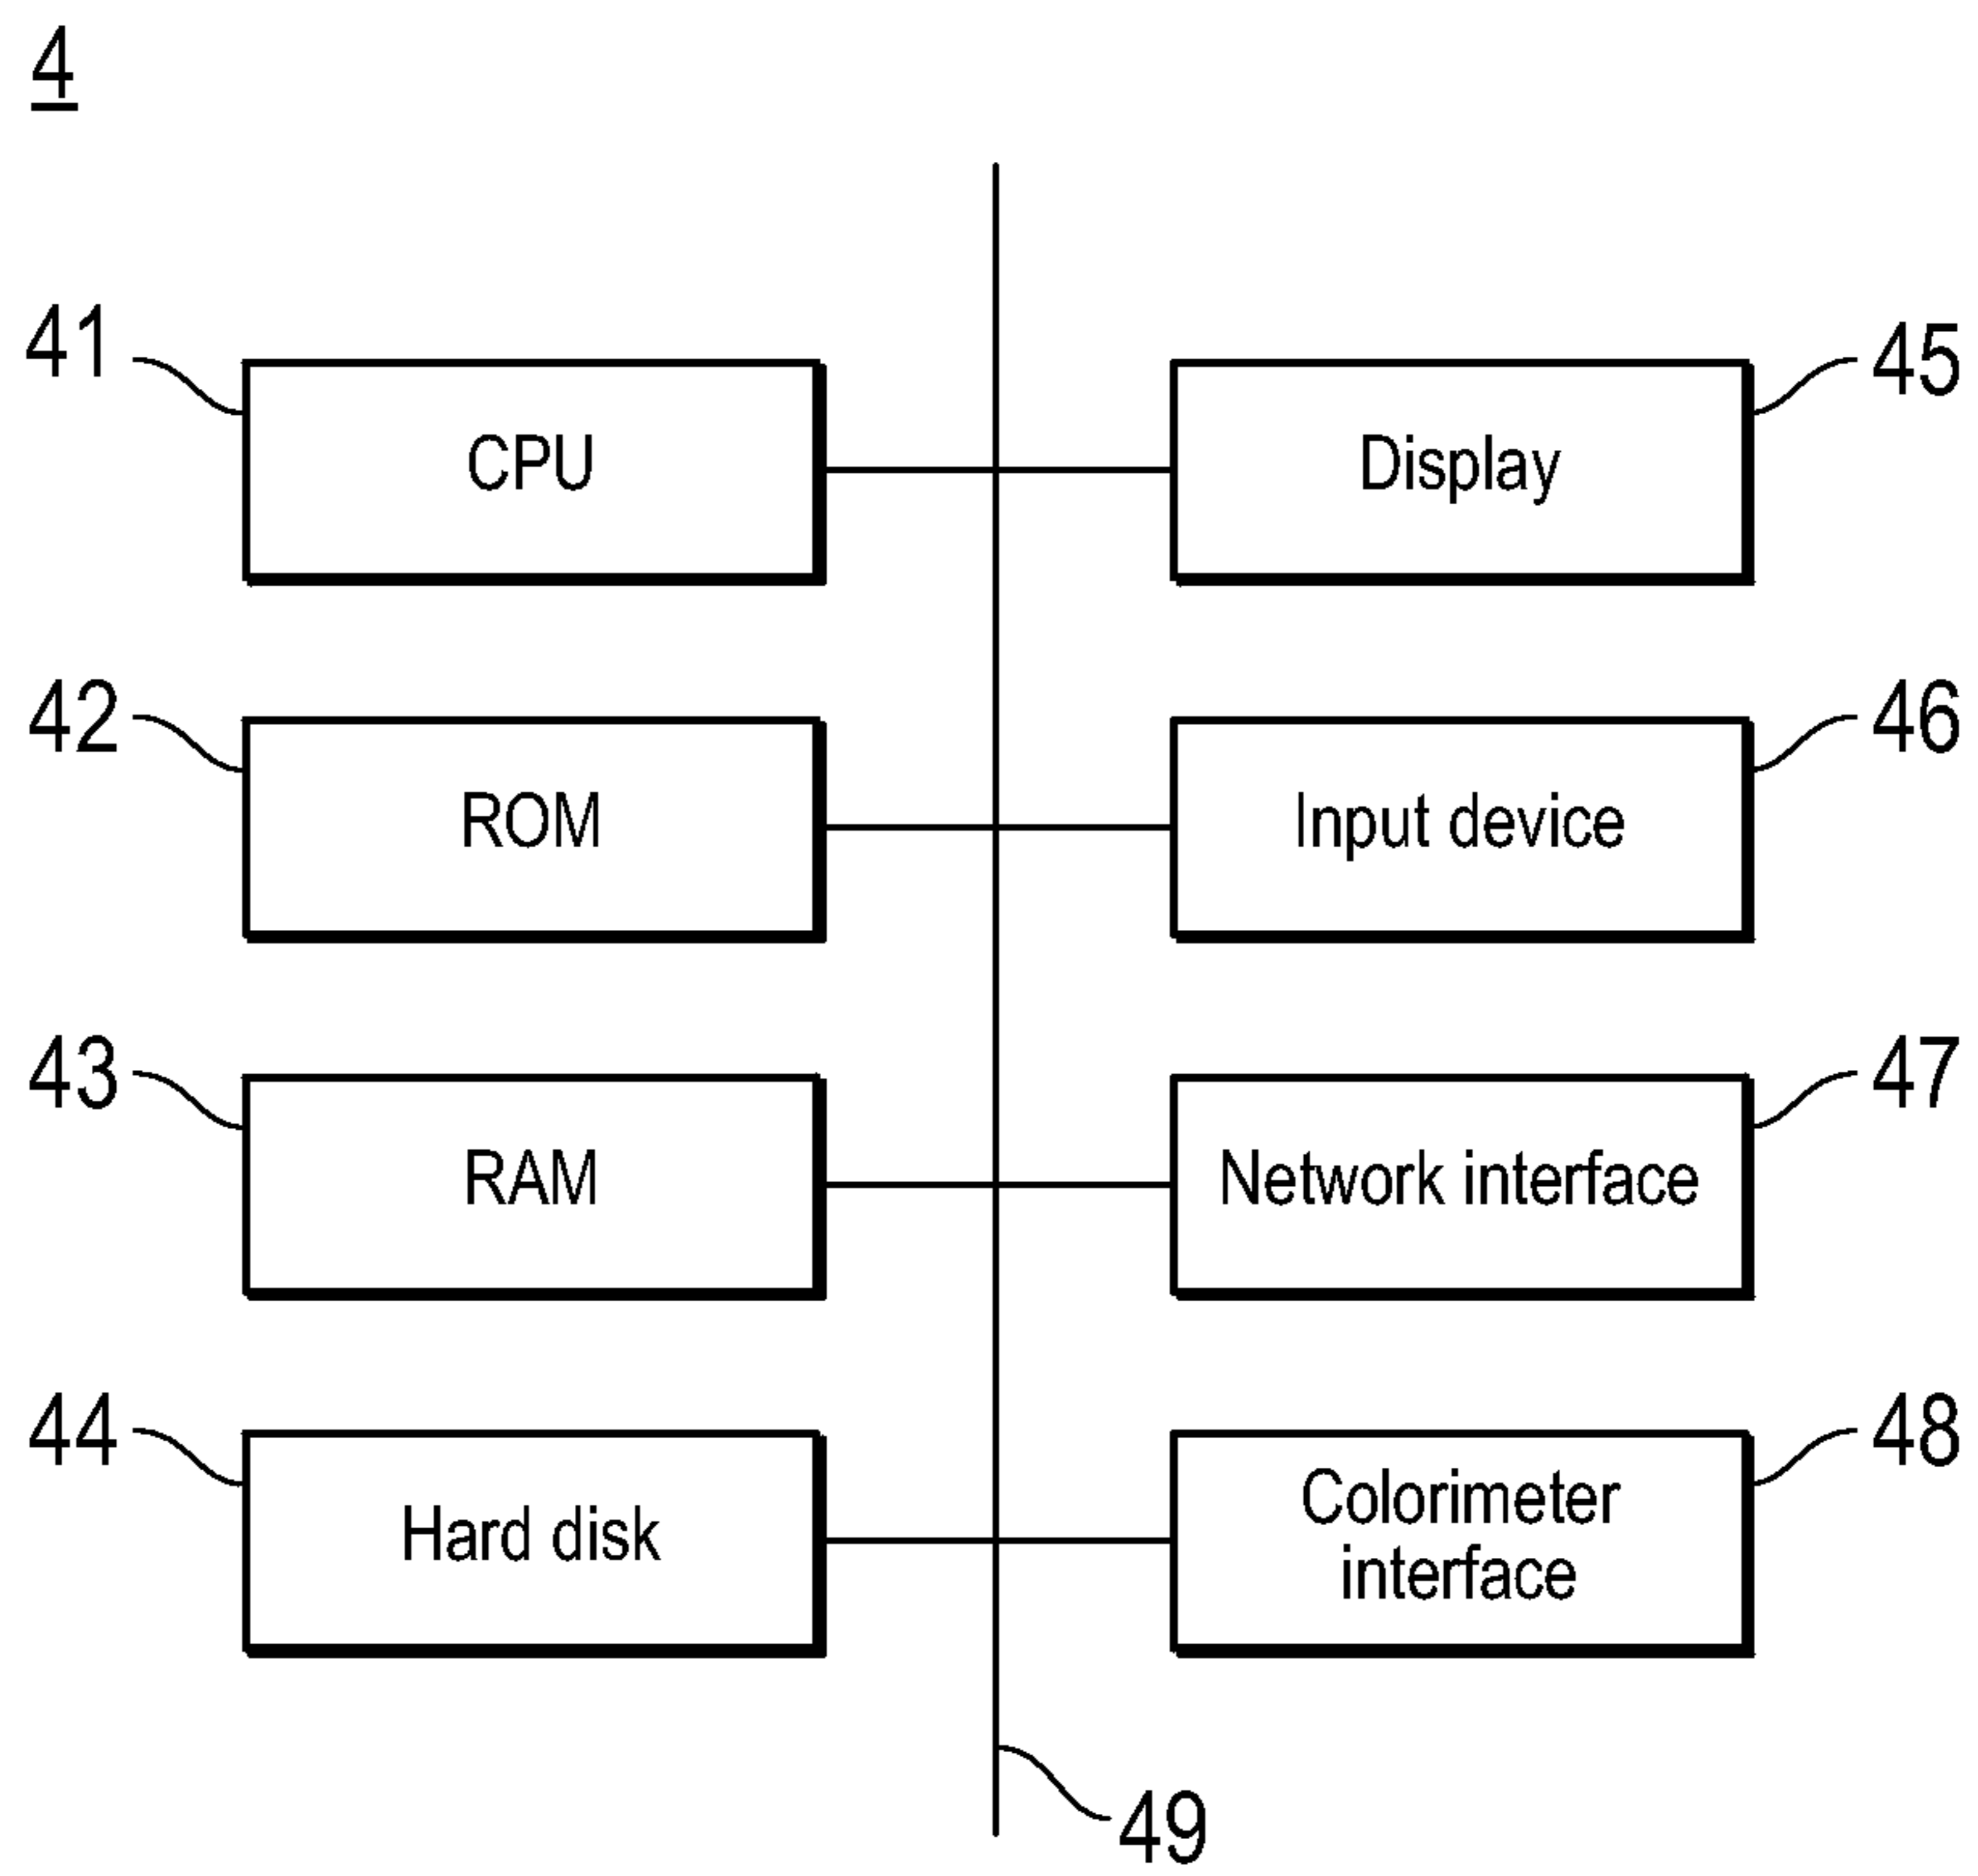 4
41
CPU
45
Display
42
ROM
46
Input device
43
RAM
47
Network interface
44
Hard disk
48
Colorimeter
interface
49